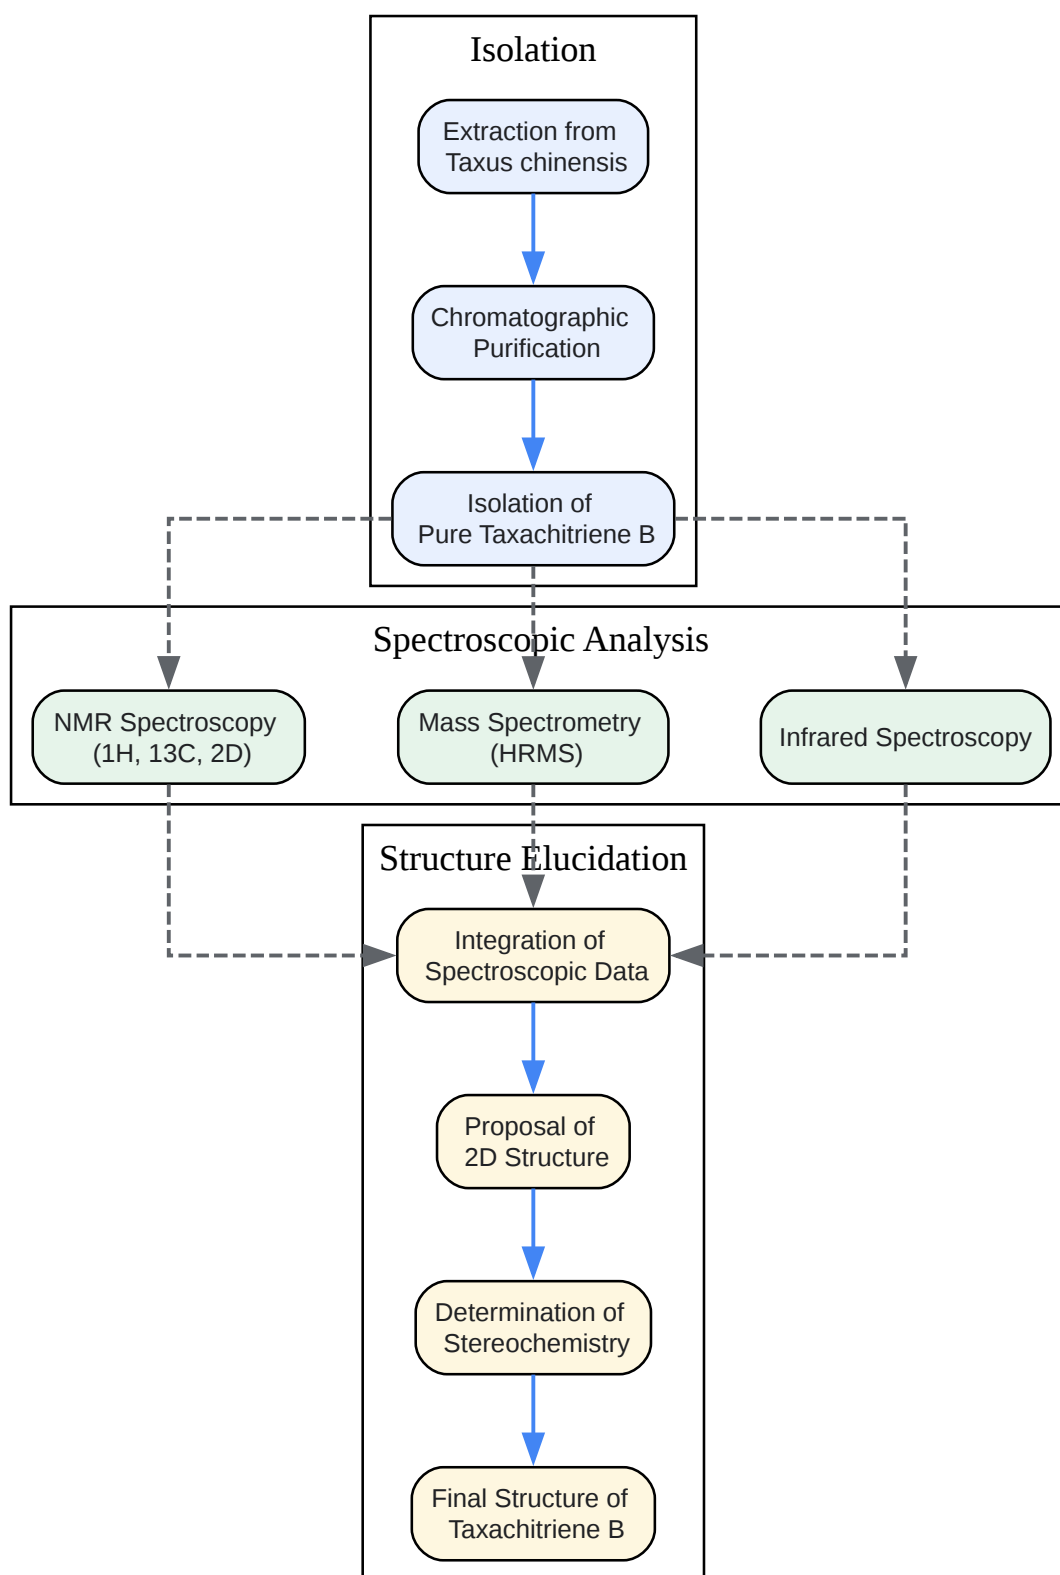 Isolation
Extraction from
Taxus chinensis
Chromatographic
Purification
Isolation of
Pure Taxachitriene B
Spectroscopic Analysis
NMR Spectroscopy
(1H, 13C, 2D)
Mass Spectrometry
(HRMS)
Infrared Spectroscopy
Structure Elucidation
Integration of
Spectroscopic Data
Proposal of
2D Structure
Determination of
Stereochemistry
Final Structure of
Taxachitriene B